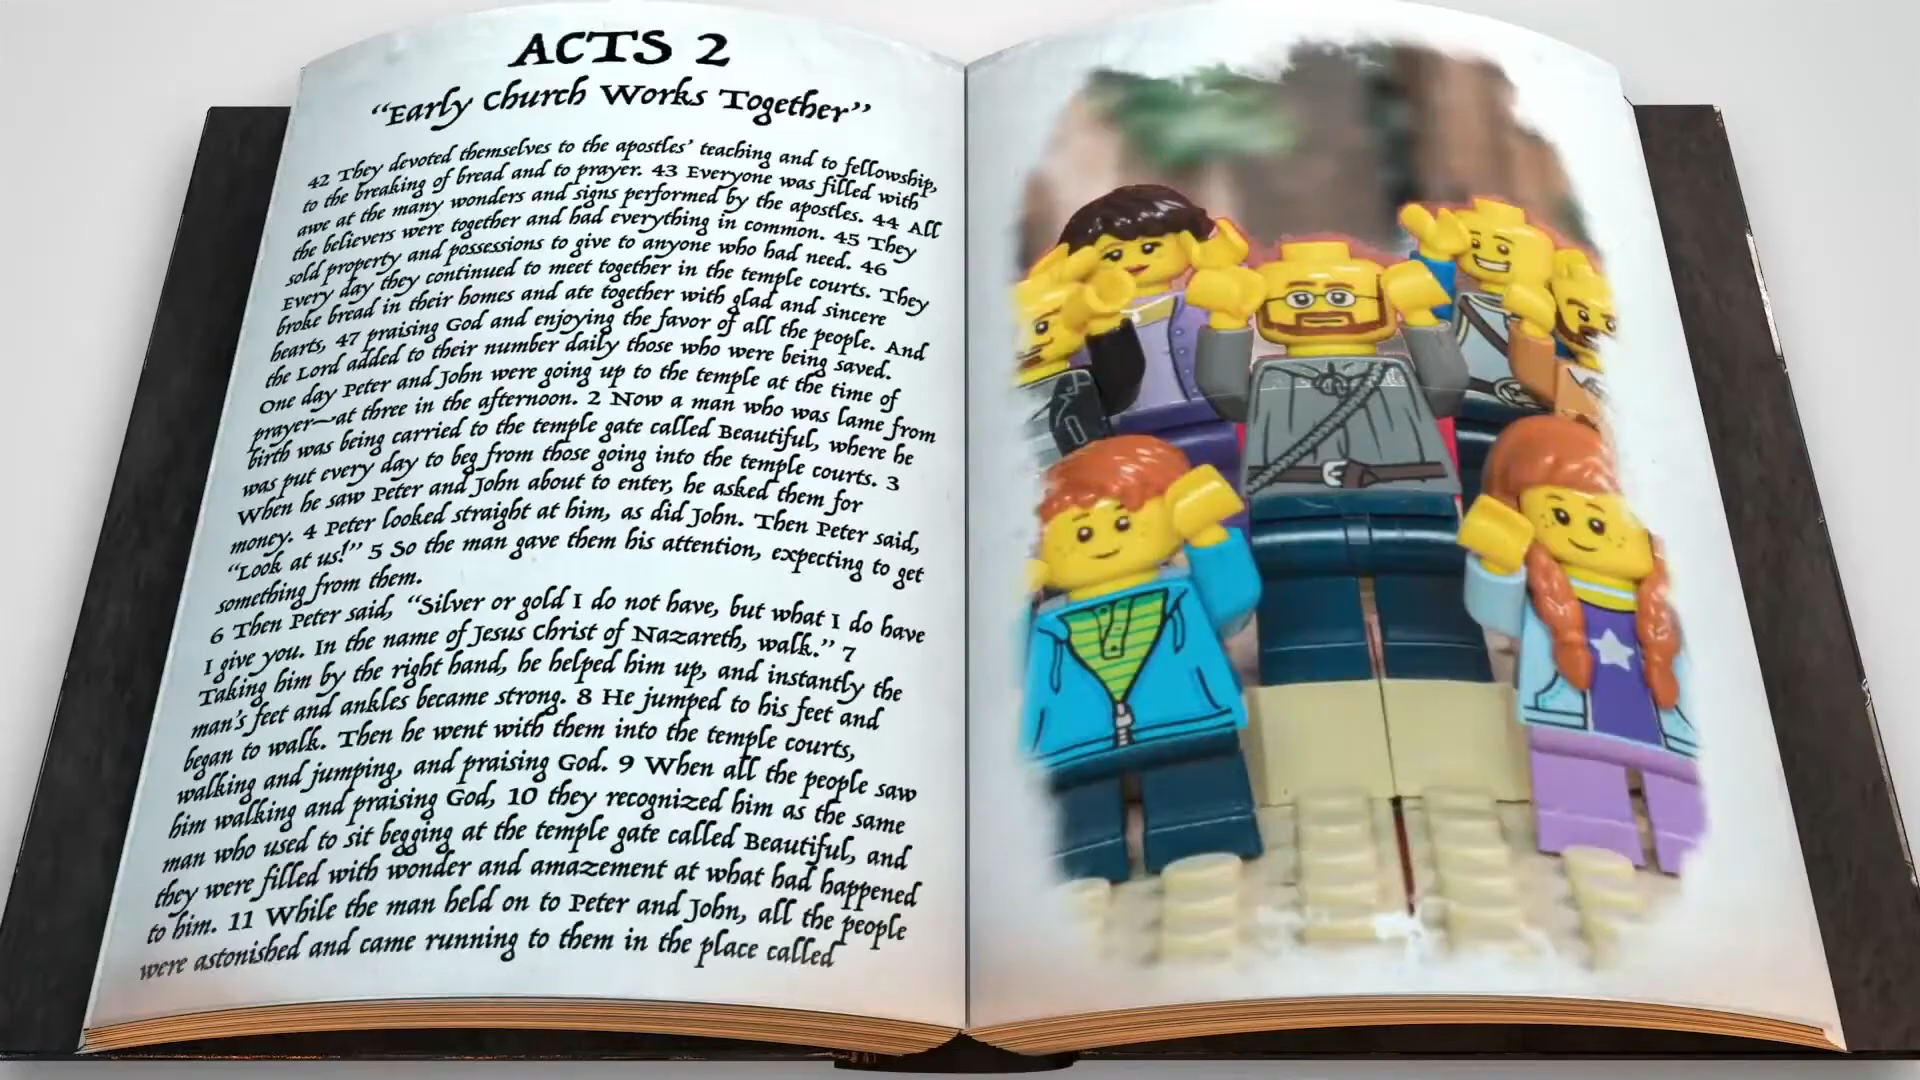 ACTS 2
“Early Church Works Together”
42 They devoted themselves to the apostles’ teaching and to fellowship,
to the breaking of bread and to prayer. 43 Everyone was filled with
awe at the many wonders and signs performed by the apostles. 44 All
the believers were together and had everything in common. 45 They
sold property and possessions to give to anyone who had need. 46
Every day they continued to meet together in the temple courts. They
broke bread in their homes and ate together with glad and sincere
hearts, 47 praising God and enjoying the favor of all the people. And
the Lord added to their number daily those who were being saved.
One day Peter and John were going up to the temple at the time of
prayer—at three in the afternoon. 2 Now a man who was lame from
birth was being carried to the temple gate called Beautiful, where he
was put every day to beg from those going into the temple courts. 3
When he saw Peter and John about to enter, he asked them for
money. 4 Peter looked straight at him, as did John. Then Peter said,
“Look at us!” 5 So the man gave them his attention, expecting to get
something from them.
6 Then Peter said, “Silver or gold I do not have, but what I do have
I give you. In the name of Jesus Christ of Nazareth, walk.” 7
Taking him by the right hand, he helped him up, and instantly the
man’s feet and ankles became strong. 8 He jumped to his feet and
began to walk. Then he went with them into the temple courts,
walking and jumping, and praising God. 9 When all the people saw
him walking and praising God, 10 they recognized him as the same
man who used to sit begging at the temple gate called Beautiful, and
they were filled with wonder and amazement at what had happened
to him. 11 While the man held on to Peter and John, all the people
were astonished and came running to them in the place called